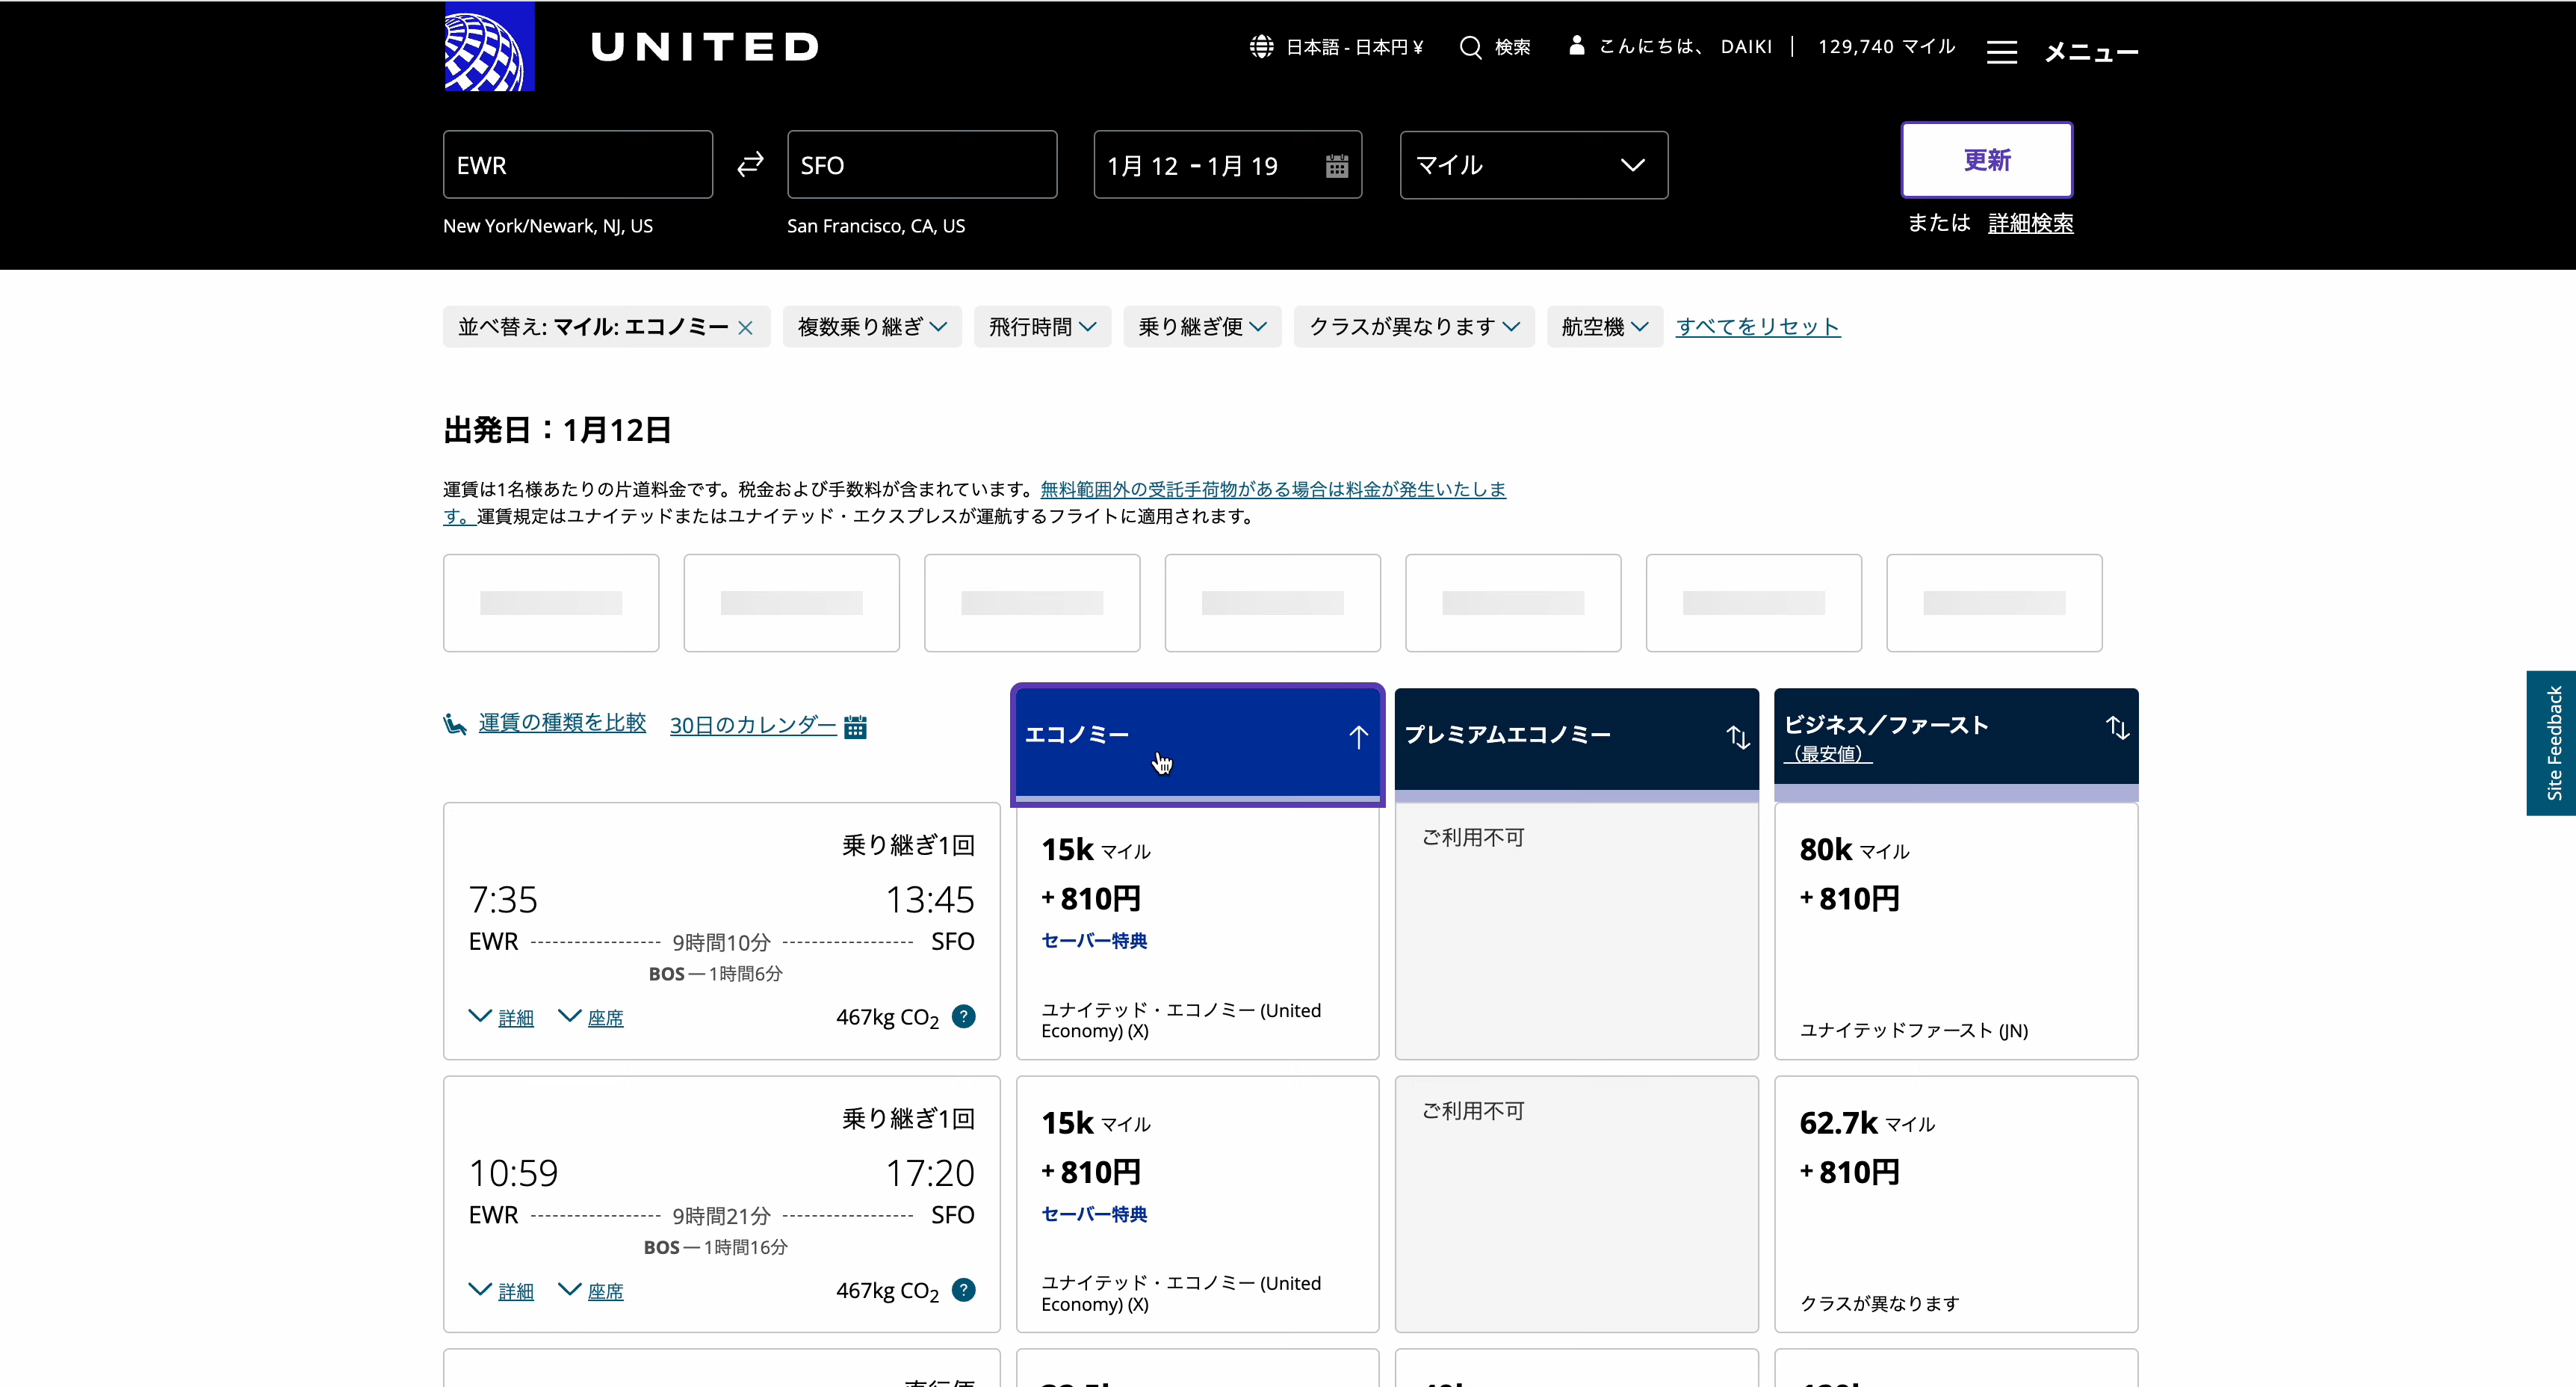 UNITED
日本語 - 日本円 ¥
検索
こんにちは、 DAIKI
129,740 マイル
メニュー
EWR
SFO
1月 12 - 1月 19
マイル
更新
New York/Newark, NJ, US
San Francisco, CA, US
または 詳細検索
並べ替え: マイル: エコノミー
複数乗り継ぎ
飛行時間
乗り継ぎ便
クラスが異なります
航空機
すべてをリセット
出発日：1月12日
運賃は1名様あたりの片道料金です。税金および手数料が含まれています。無料範囲外の受託手荷物がある場合は料金が発生いたしま
す。運賃規定はユナイテッドまたはユナイテッド・エクスプレスが運航するフライトに適用されます。
運賃の種類を比較
30日のカレンダー
エコノミー
プレミアムエコノミー
ビジネス／ファースト
（最安値）
Site Feedback
乗り継ぎ1回
7:35
13:45
EWR
9時間10分
SFO
BOS — 1時間6分
詳細
座席
467kg CO2
?
15k マイル
+ 810円
セーバー特典
ユナイテッド・エコノミー (United
Economy) (X)
ご利用不可
80k マイル
+ 810円
ユナイテッドファースト (JN)
乗り継ぎ1回
10:59
17:20
EWR
9時間21分
SFO
BOS — 1時間16分
詳細
座席
467kg CO2
?
15k マイル
+ 810円
セーバー特典
ユナイテッド・エコノミー (United
Economy) (X)
ご利用不可
62.7k マイル
+ 810円
クラスが異なります